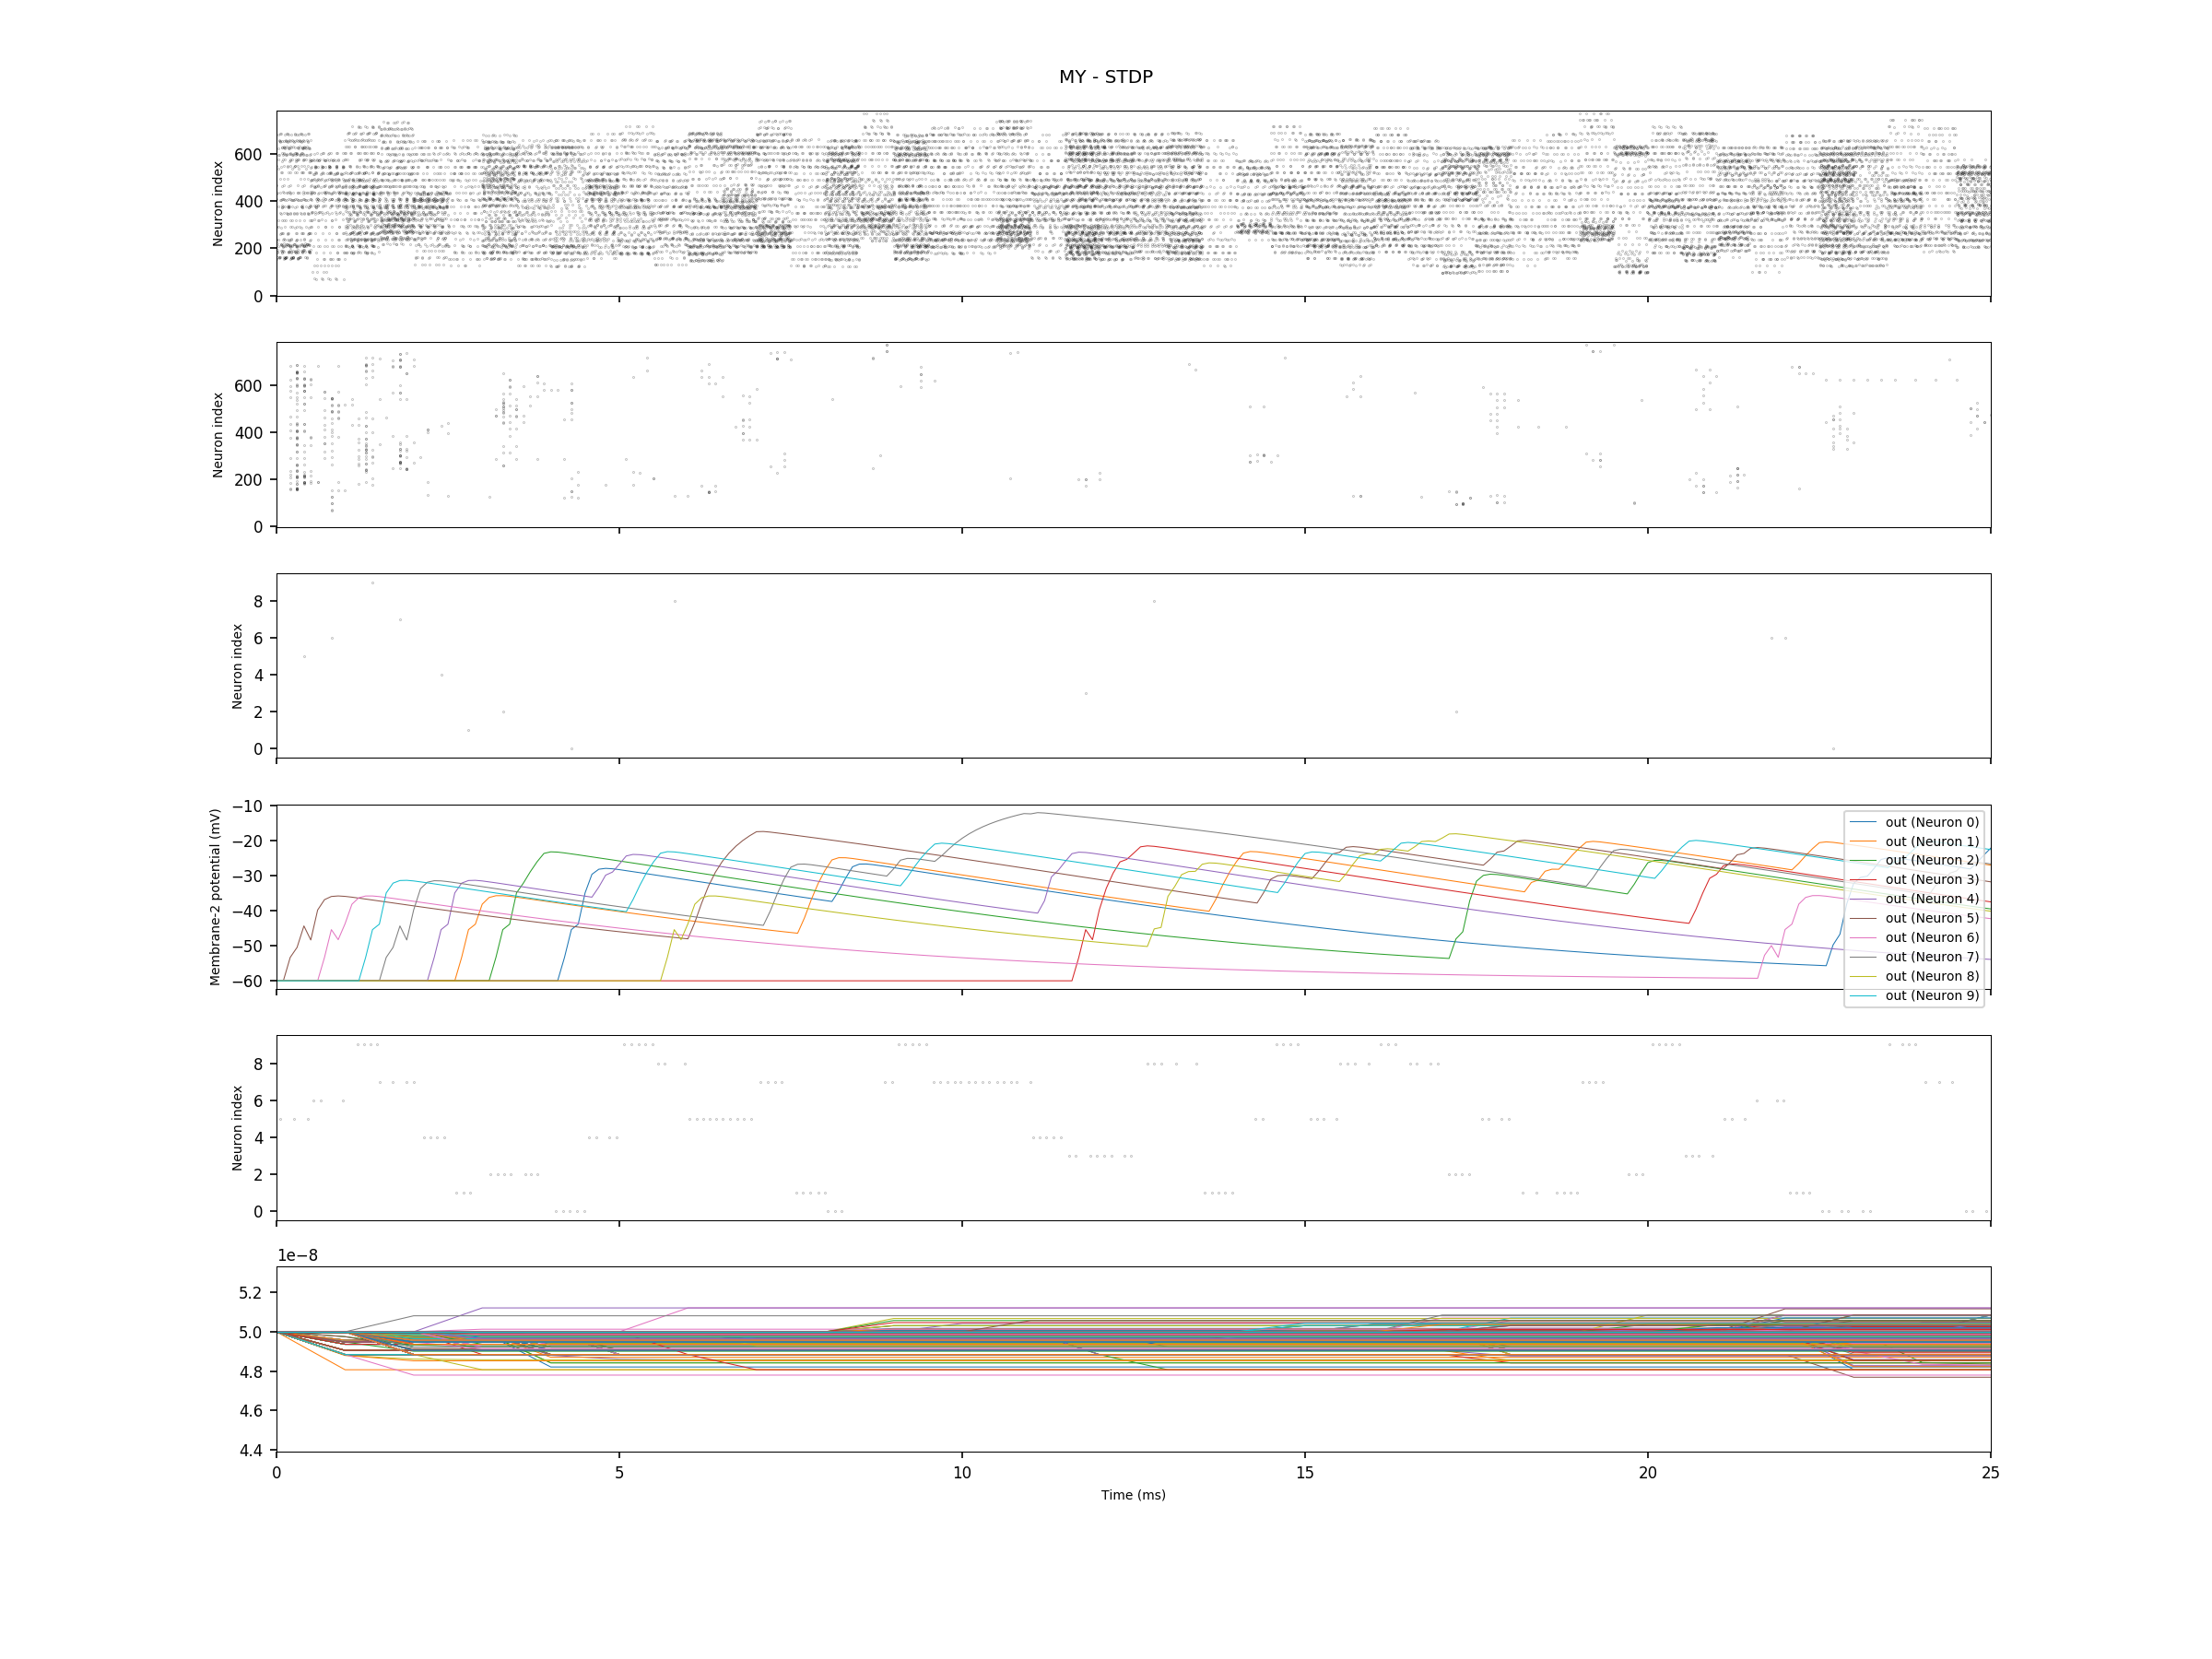 MY - STDP
Neuron index
600
400
200
0
Neuron index
600
400
200
0
Neuron index
8
6
4
2
0
Membrane-2 potential (mV)
−10
−20
−30
−40
−50
−60
out (Neuron 0)
out (Neuron 1)
out (Neuron 2)
out (Neuron 3)
out (Neuron 4)
out (Neuron 5)
out (Neuron 6)
out (Neuron 7)
out (Neuron 8)
out (Neuron 9)
Neuron index
8
6
4
2
0
1e−8
5.2
5.0
4.8
4.6
4.4
0 5 10 15 20 25
Time (ms)